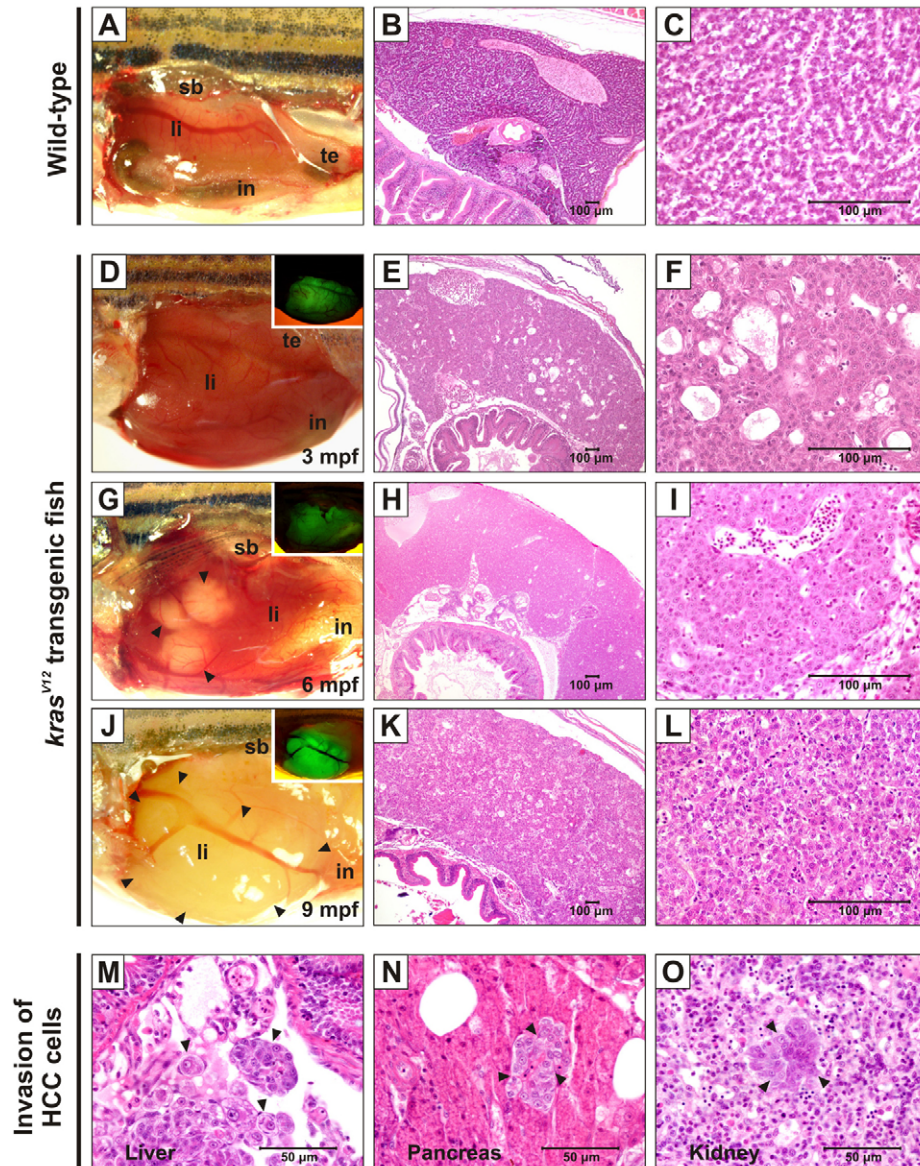 Wild-type
A
sb
li
te
in
B
100 µm
C
100 µm
kras V12 transgenic fish
D
te
li
in
3 mpf
E
100 µm
F
100 µm
G
sb
li
in
6 mpf
H
100 µm
I
100 µm
J
sb
li
in
9 mpf
K
100 µm
L
100 µm
Invasion of
HCC cells
M
Liver
50 µm
N
Pancreas
50 µm
O
Kidney
50 µm